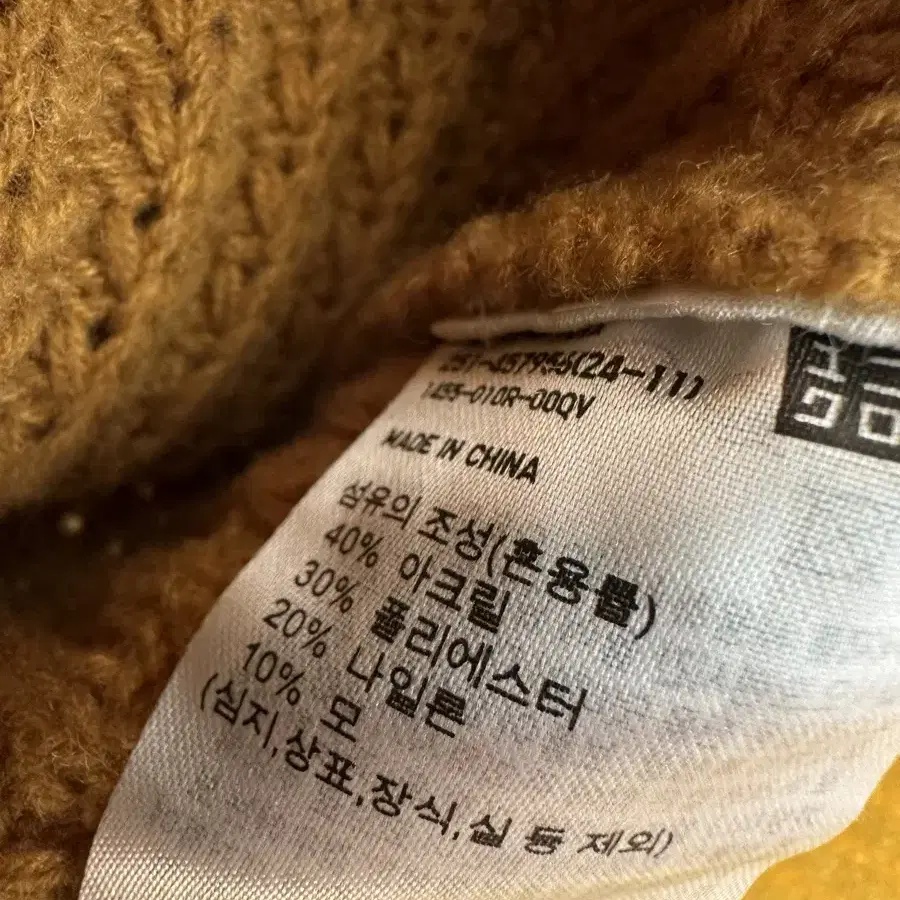 251-457956(24-11)
1455-010R-00QV
MADE IN CHINA
섬유의 조성(혼용률)
40% 아크릴
30% 폴리에스터
20% 나일론
10% 모
(심지,상표,장식,실 등 제외)